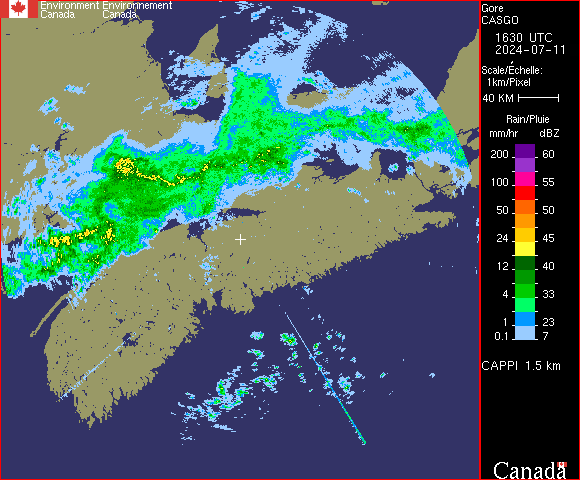 Environment Environnement
Canada Canada
Gore
CASGO
1630 UTC
2024-07-11
Scale/Échelle:
1km/Pixel
40 KM
Rain/Pluie
mm/hr dBZ
200 60
100 55
50 50
24 45
12 40
4 33
1 23
0.1 7
CAPPI 1.5 km
Canada